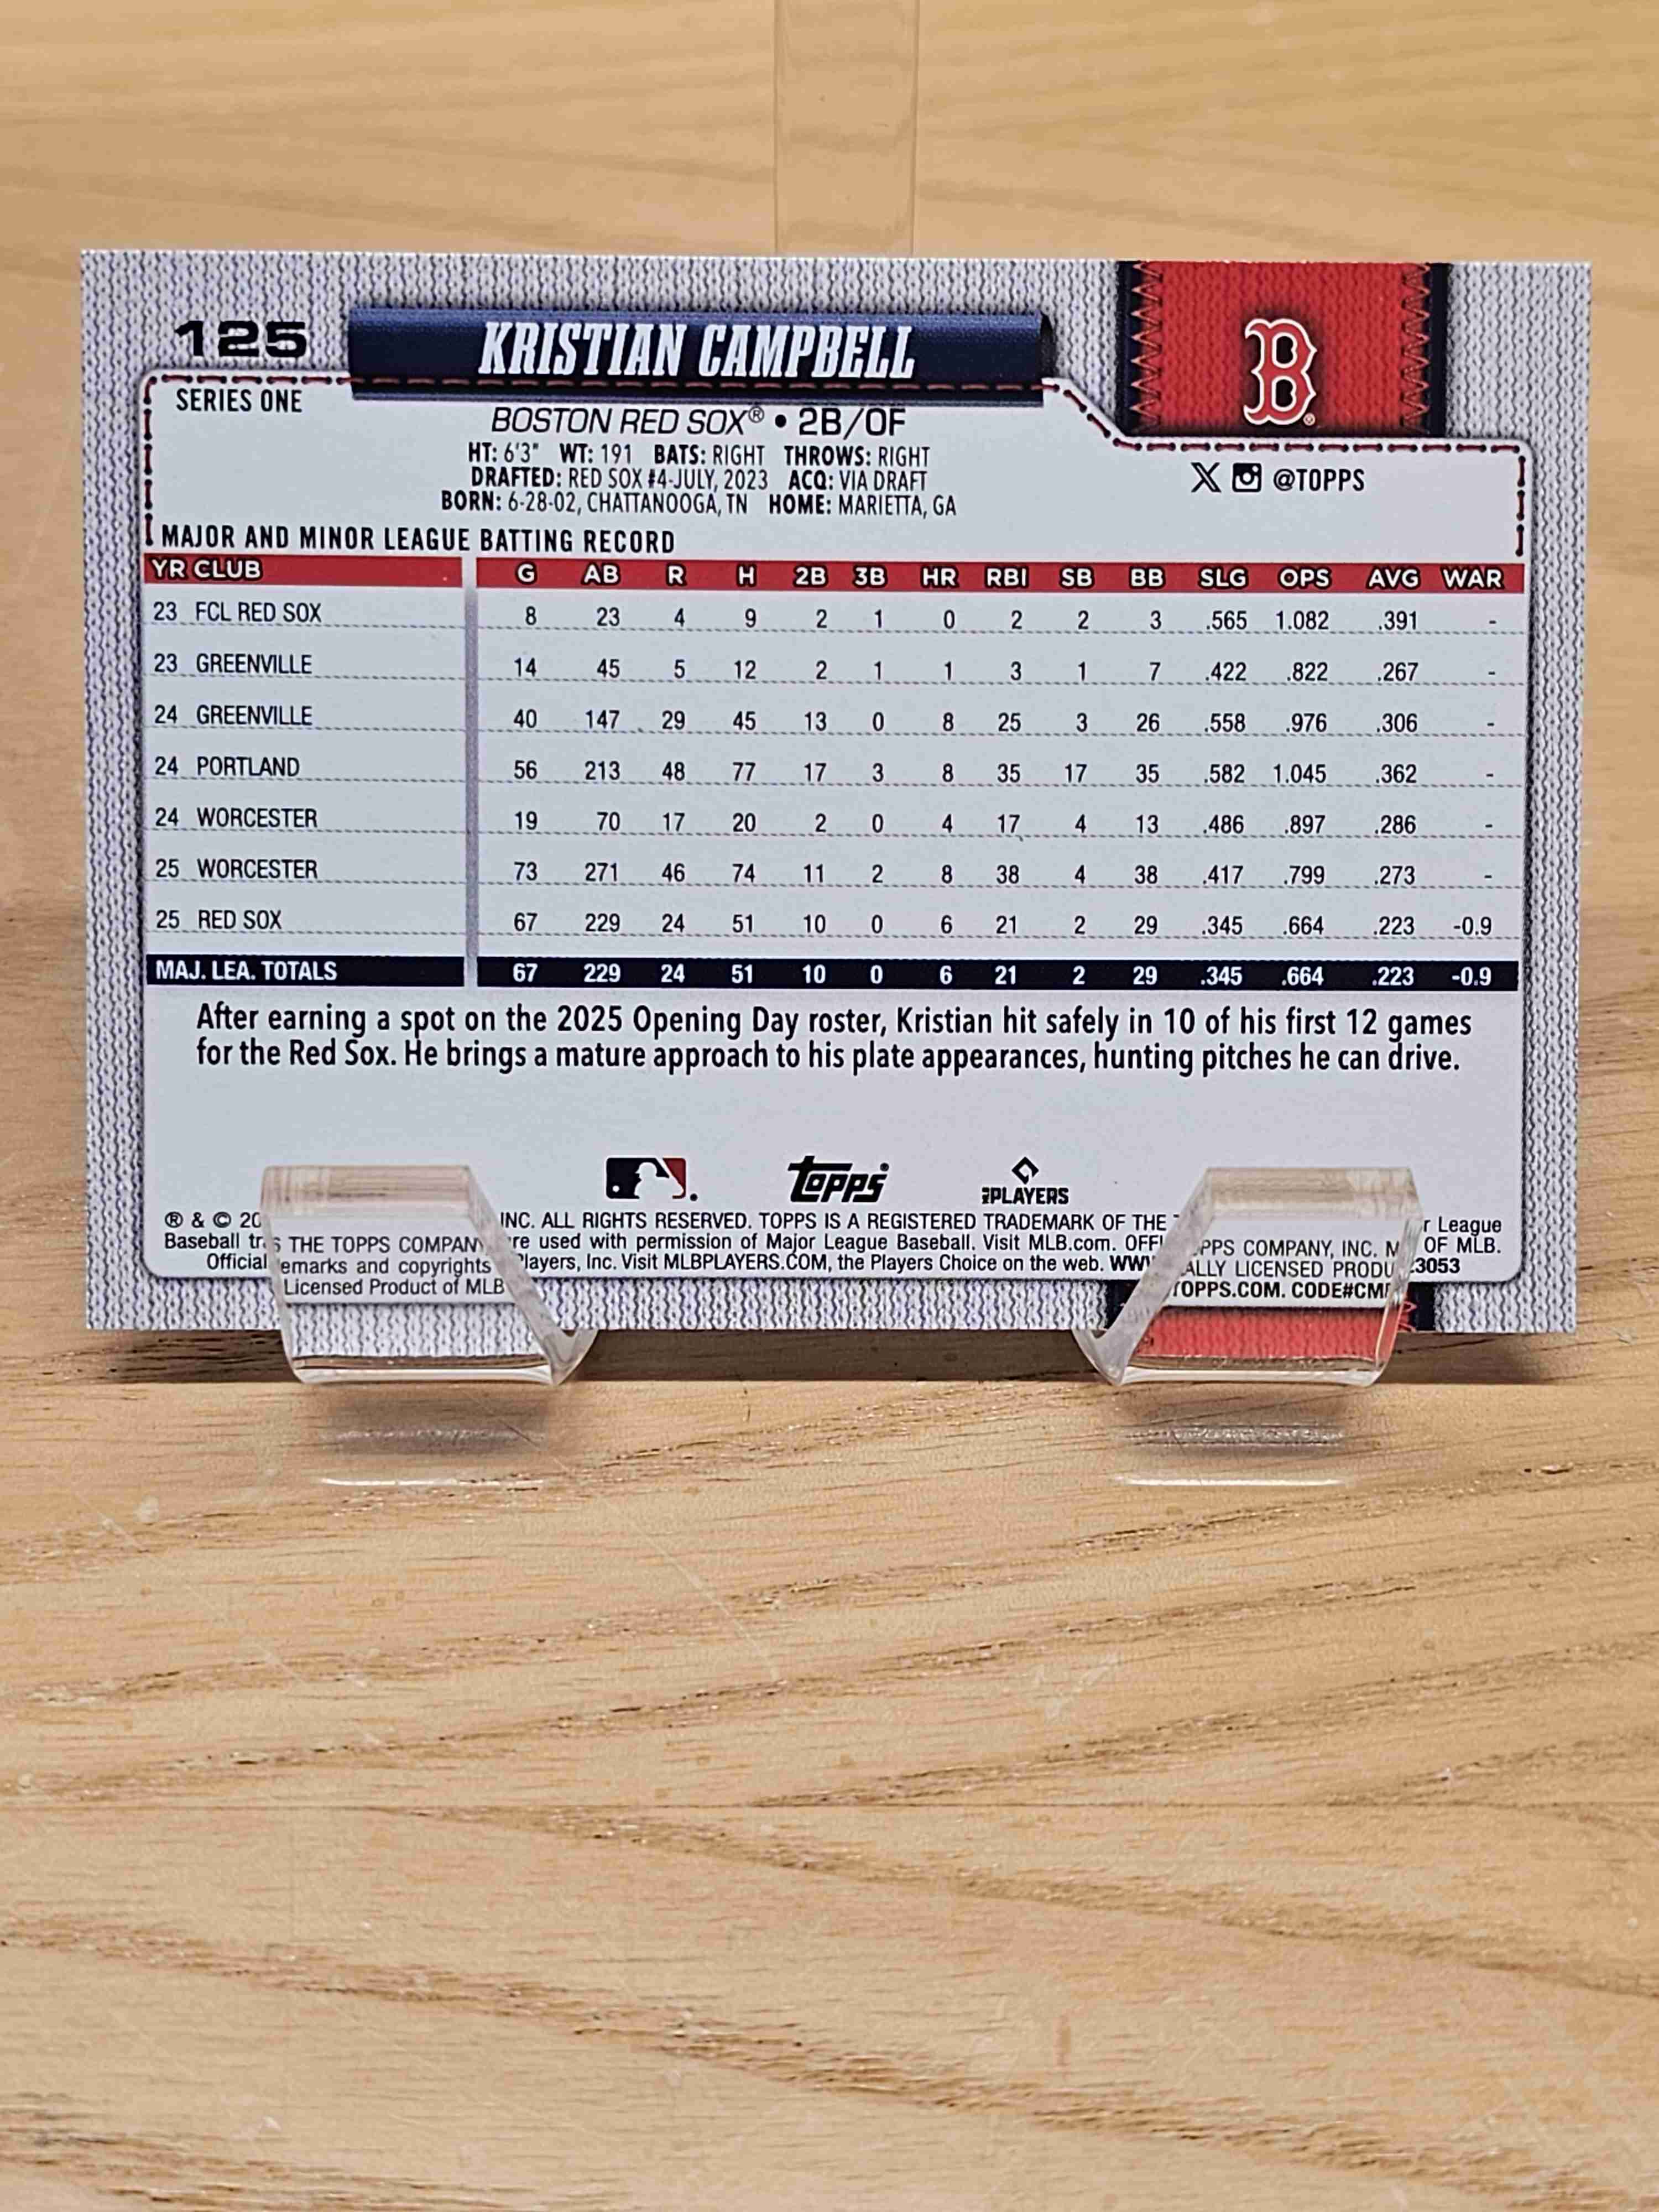 125
KRISTIAN CAMPBELL
B
SERIES ONE
BOSTON RED SOX® • 2B/OF
HT: 6'3" WT: 191 BATS: RIGHT THROWS: RIGHT
DRAFTED: RED SOX #4-JULY, 2023 ACQ: VIA DRAFT
BORN: 6-28-02, CHATTANOOGA, TN HOME: MARIETTA, GA
X @TOPPS
MAJOR AND MINOR LEAGUE BATTING RECORD
YR CLUB G AB R H 2B 3B HR RBI SB BB SLG OPS AVG WAR
23 FCL RED SOX 8 23 4 9 2 1 0 2 2 3 .565 1.082 .391 -
23 GREENVILLE 14 45 5 12 2 1 1 3 1 7 .422 .822 .267 -
24 GREENVILLE 40 147 29 45 13 0 8 25 3 26 .558 .976 .306 -
24 PORTLAND 56 213 48 77 17 3 8 35 17 35 .582 1.045 .362 -
24 WORCESTER 19 70 17 20 2 0 4 17 4 13 .486 .897 .286 -
25 WORCESTER 73 271 46 74 11 2 8 38 4 38 .417 .799 .273 -
25 RED SOX 67 229 24 51 10 0 6 21 2 29 .345 .664 .223 -0.9
MAJ. LEA. TOTALS 67 229 24 51 10 0 6 21 2 29 .345 .664 .223 -0.9
After earning a spot on the 2025 Opening Day roster, Kristian hit safely in 10 of his first 12 games
for the Red Sox. He brings a mature approach to his plate appearances, hunting pitches he can drive.
Topps
PLAYERS
® & © THE TOPPS COMPANY, INC. ALL RIGHTS RESERVED. TOPPS IS A REGISTERED TRADEMARK OF THE TOPPS COMPANY, INC. League
Baseball trademarks and copyrights are used with permission of Major League Baseball. Visit MLB.com. OFFICIALLY LICENSED PRODUCT OF MLB.
Official Licensed Product of MLB Players, Inc. Visit MLBPLAYERS.COM, the Players Choice on the web. WWW.TOPPS.COM. CODE#CMP 3053